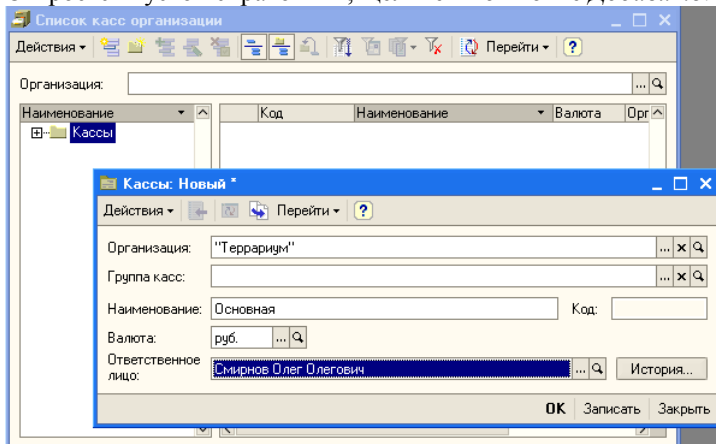 Список касс организации
Действия Перейти ?
Организация: ...
Наименование Код Наименование Валюта Орг
Кассы
Кассы: Новый *
Действия Перейти ?
Организация: "Террариум" ...
Группа касс: ...
Наименование: Основная Код:
Валюта: руб. ...
Ответственное
лицо: Смирнов Олег Олегович ... История...
OK Записать Закрыть